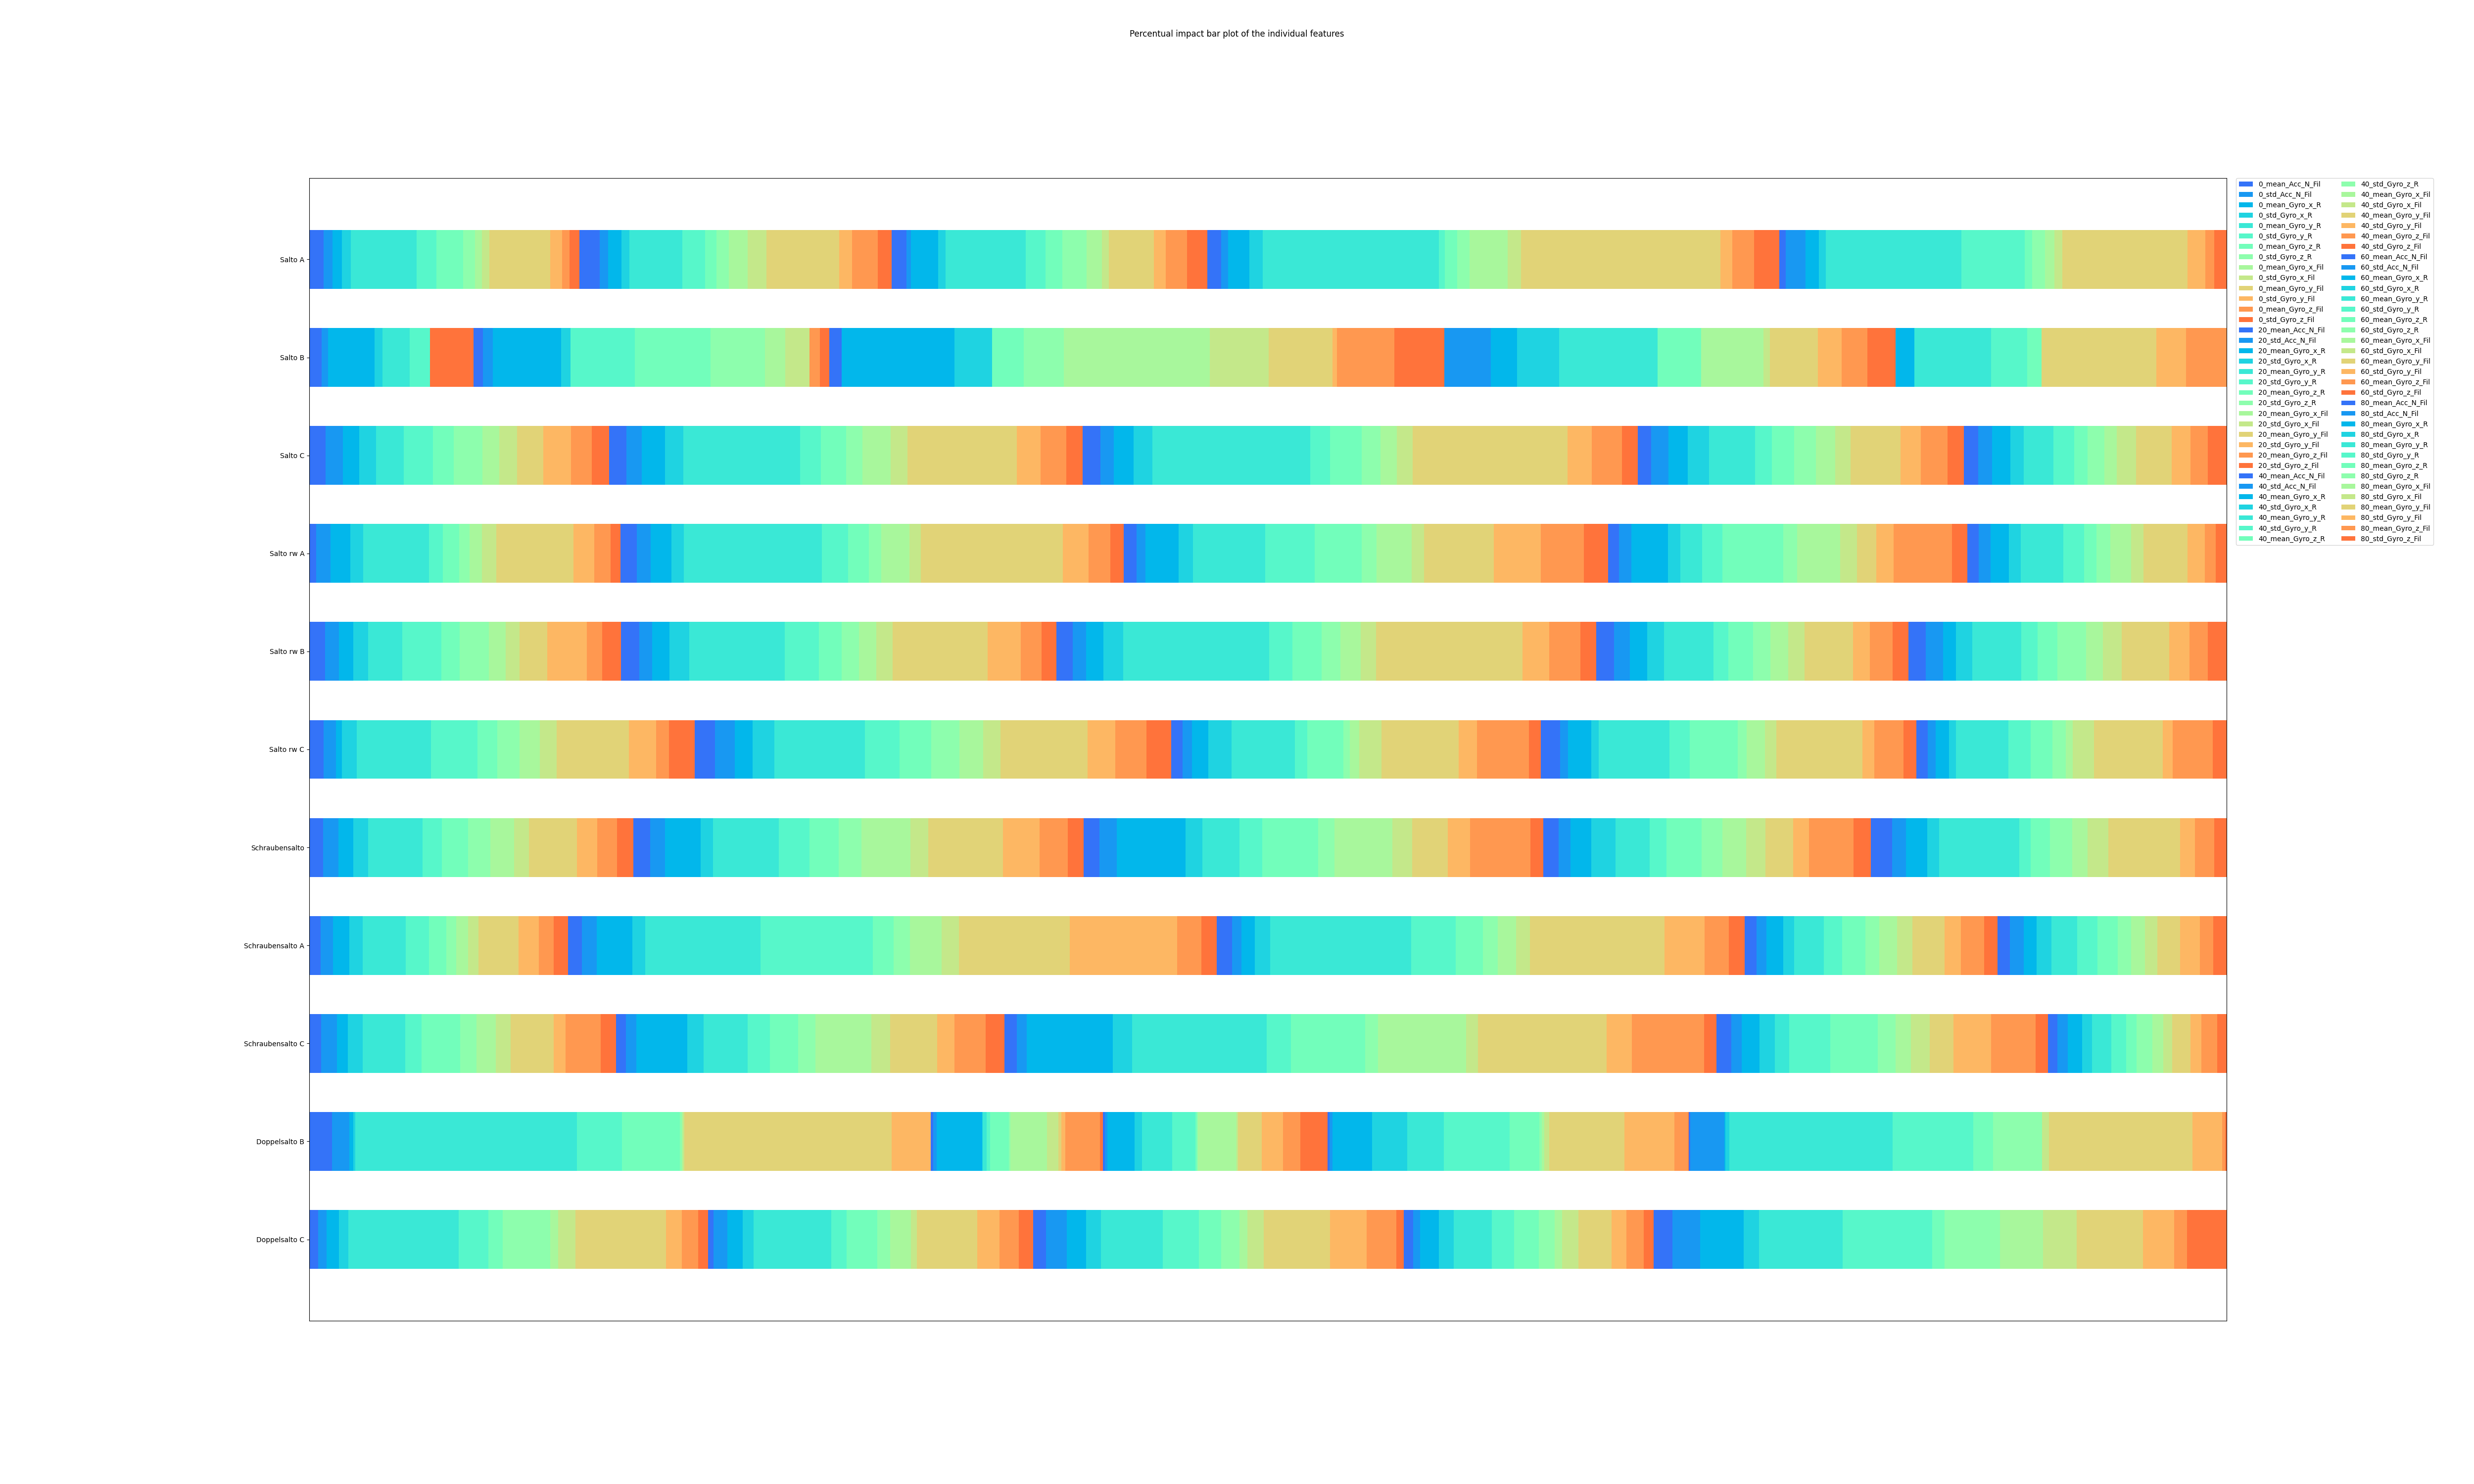 Percentual impact bar plot of the individual features
Salto A
Salto B
Salto C
Salto rw A
Salto rw B
Salto rw C
Schraubensalto
Schraubensalto A
Schraubensalto C
Doppelsalto B
Doppelsalto C
0_mean_Acc_N_Fil
0_std_Acc_N_Fil
0_mean_Gyro_x_R
0_std_Gyro_x_R
0_mean_Gyro_y_R
0_std_Gyro_y_R
0_mean_Gyro_z_R
0_std_Gyro_z_R
0_mean_Gyro_x_Fil
0_std_Gyro_x_Fil
0_mean_Gyro_y_Fil
0_std_Gyro_y_Fil
0_mean_Gyro_z_Fil
0_std_Gyro_z_Fil
20_mean_Acc_N_Fil
20_std_Acc_N_Fil
20_mean_Gyro_x_R
20_std_Gyro_x_R
20_mean_Gyro_y_R
20_std_Gyro_y_R
20_mean_Gyro_z_R
20_std_Gyro_z_R
20_mean_Gyro_x_Fil
20_std_Gyro_x_Fil
20_mean_Gyro_y_Fil
20_std_Gyro_y_Fil
20_mean_Gyro_z_Fil
20_std_Gyro_z_Fil
40_mean_Acc_N_Fil
40_std_Acc_N_Fil
40_mean_Gyro_x_R
40_std_Gyro_x_R
40_mean_Gyro_y_R
40_std_Gyro_y_R
40_mean_Gyro_z_R
40_std_Gyro_z_R
40_mean_Gyro_x_Fil
40_std_Gyro_x_Fil
40_mean_Gyro_y_Fil
40_std_Gyro_y_Fil
40_mean_Gyro_z_Fil
40_std_Gyro_z_Fil
60_mean_Acc_N_Fil
60_std_Acc_N_Fil
60_mean_Gyro_x_R
60_std_Gyro_x_R
60_mean_Gyro_y_R
60_std_Gyro_y_R
60_mean_Gyro_z_R
60_std_Gyro_z_R
60_mean_Gyro_x_Fil
60_std_Gyro_x_Fil
60_mean_Gyro_y_Fil
60_std_Gyro_y_Fil
60_mean_Gyro_z_Fil
60_std_Gyro_z_Fil
80_mean_Acc_N_Fil
80_std_Acc_N_Fil
80_mean_Gyro_x_R
80_std_Gyro_x_R
80_mean_Gyro_y_R
80_std_Gyro_y_R
80_mean_Gyro_z_R
80_std_Gyro_z_R
80_mean_Gyro_x_Fil
80_std_Gyro_x_Fil
80_mean_Gyro_y_Fil
80_std_Gyro_y_Fil
80_mean_Gyro_z_Fil
80_std_Gyro_z_Fil